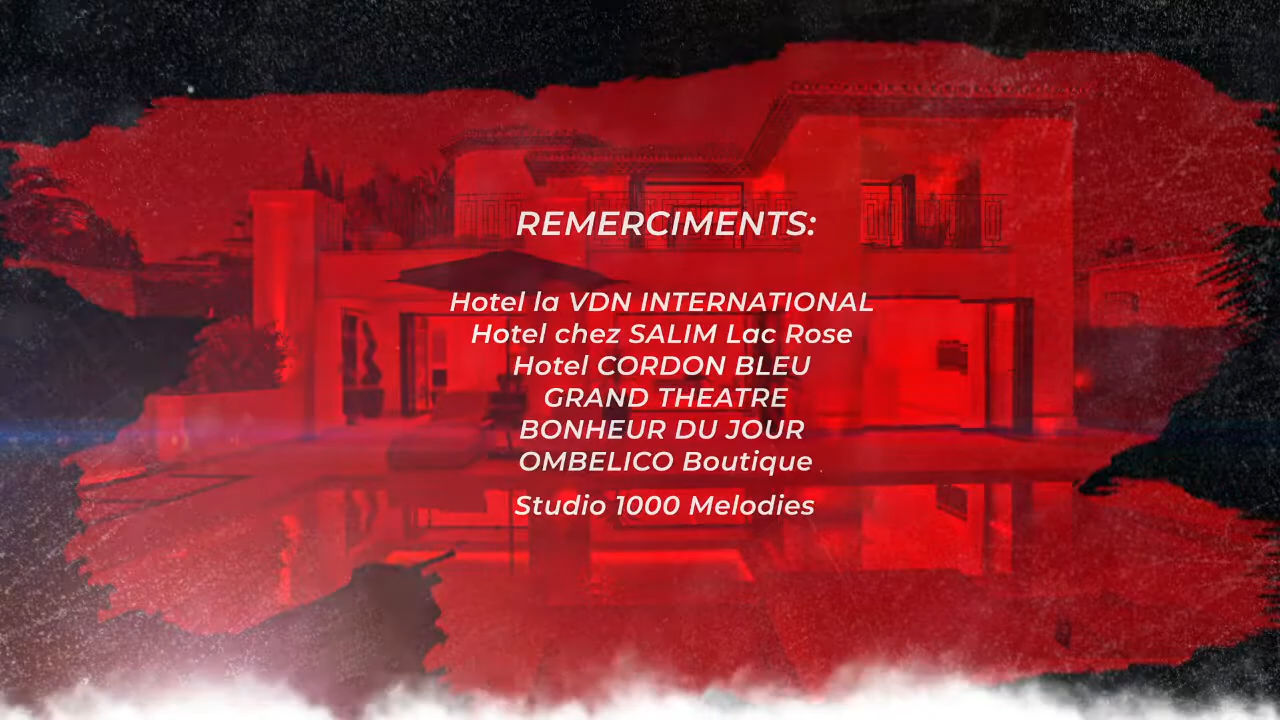 REMERCIMENTS:
Hotel la VDN INTERNATIONAL
Hotel chez SALIM Lac Rose
Hotel CORDON BLEU
GRAND THEATRE
BONHEUR DU JOUR
OMBELICO Boutique .
Studio 1000 Melodies